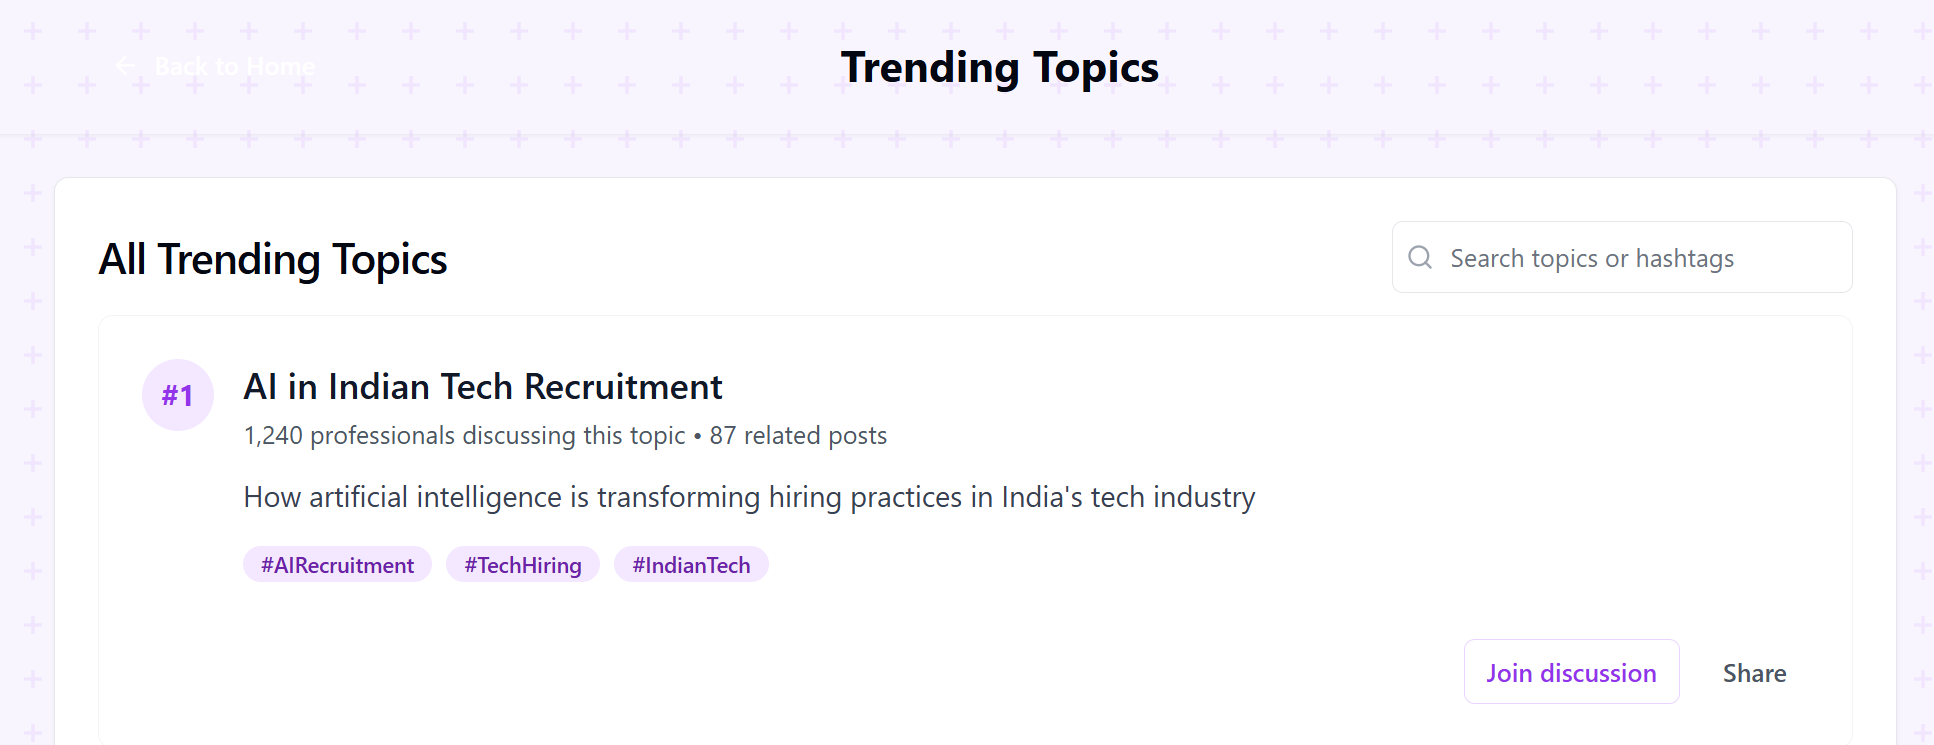 Back to Home
Trending Topics
All Trending Topics
Search topics or hashtags
#1
AI in Indian Tech Recruitment
1,240 professionals discussing this topic • 87 related posts
How artificial intelligence is transforming hiring practices in India's tech industry
#AIRecruitment #TechHiring #IndianTech
Join discussion Share